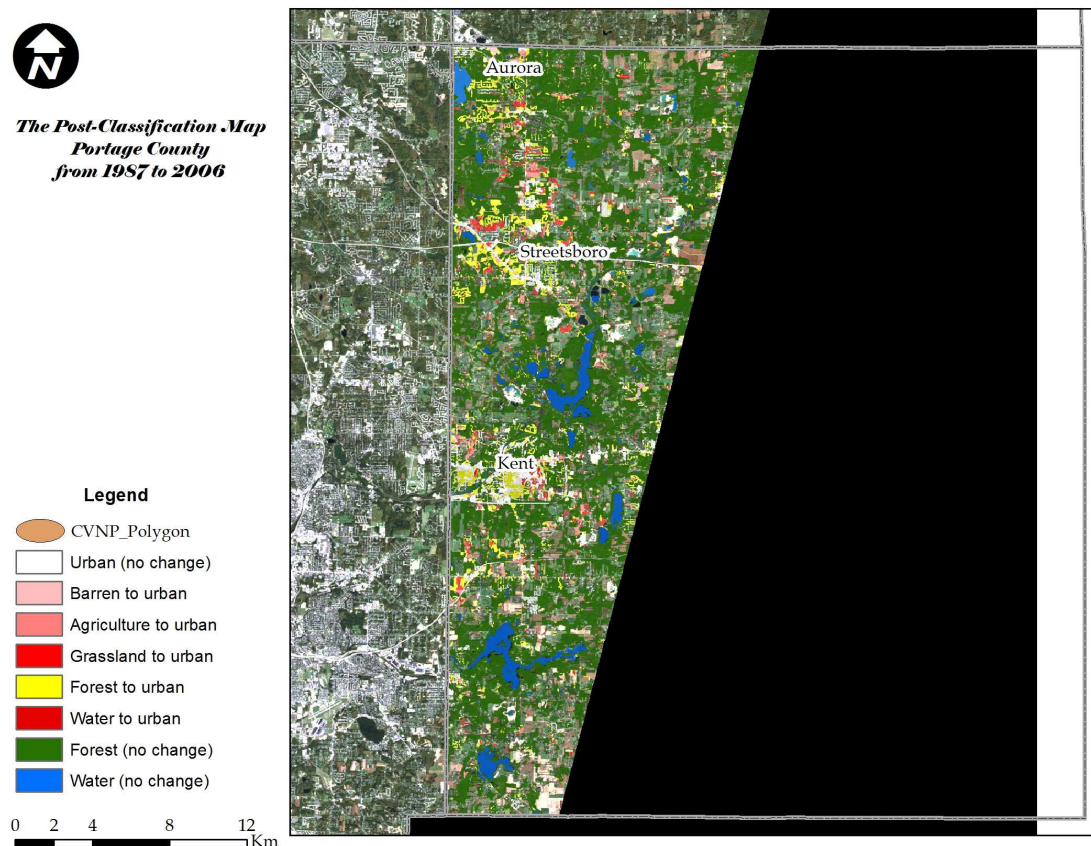 N
The Post-Classification Map
Portage County
from 1987 to 2006
Aurora
Streetsboro
Kent
Legend
CVNP_Polygon
Urban (no change)
Barren to urban
Agriculture to urban
Grassland to urban
Forest to urban
Water to urban
Forest (no change)
Water (no change)
0 2 4 8 12
Km